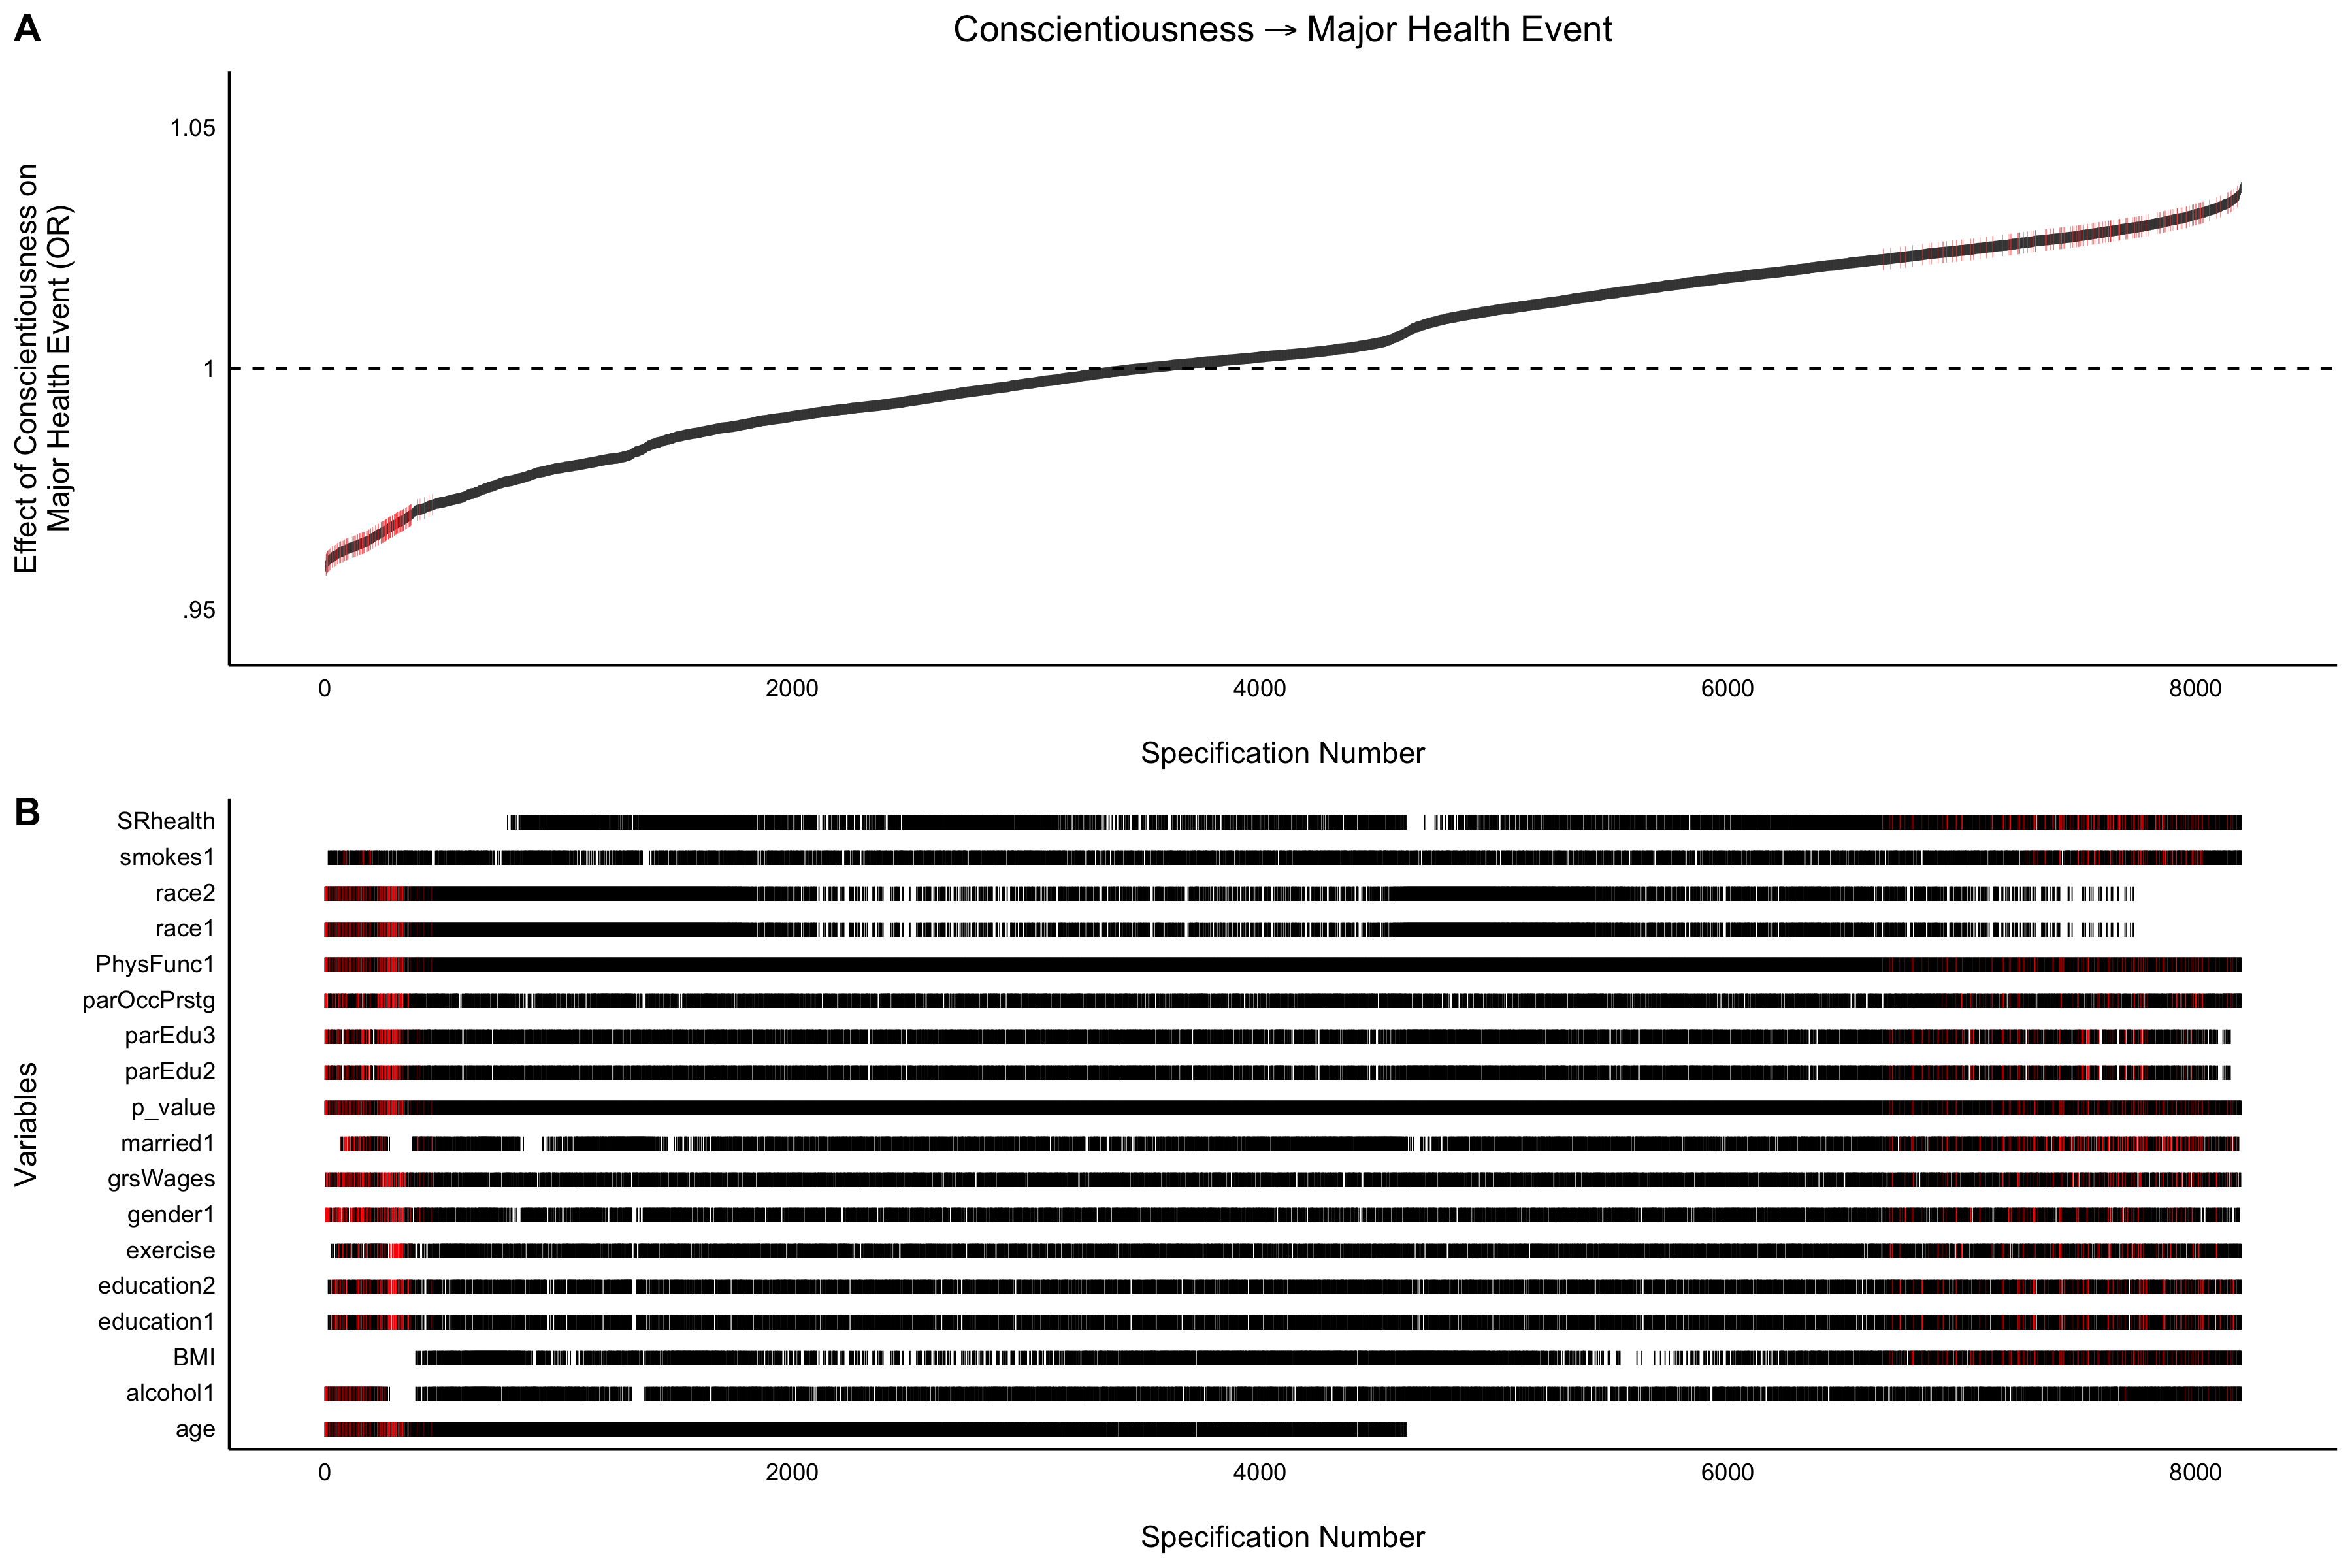 A
Conscientiousness → Major Health Event
Effect of Conscientiousness on
Major Health Event (OR)
1.05
1
.95
0 2000 4000 6000 8000
Specification Number
B
Variables
SRhealth
smokes1
race2
race1
PhysFunc1
parOccPrstg
parEdu3
parEdu2
p_value
married1
grsWages
gender1
exercise
education2
education1
BMI
alcohol1
age
0 2000 4000 6000 8000
Specification Number